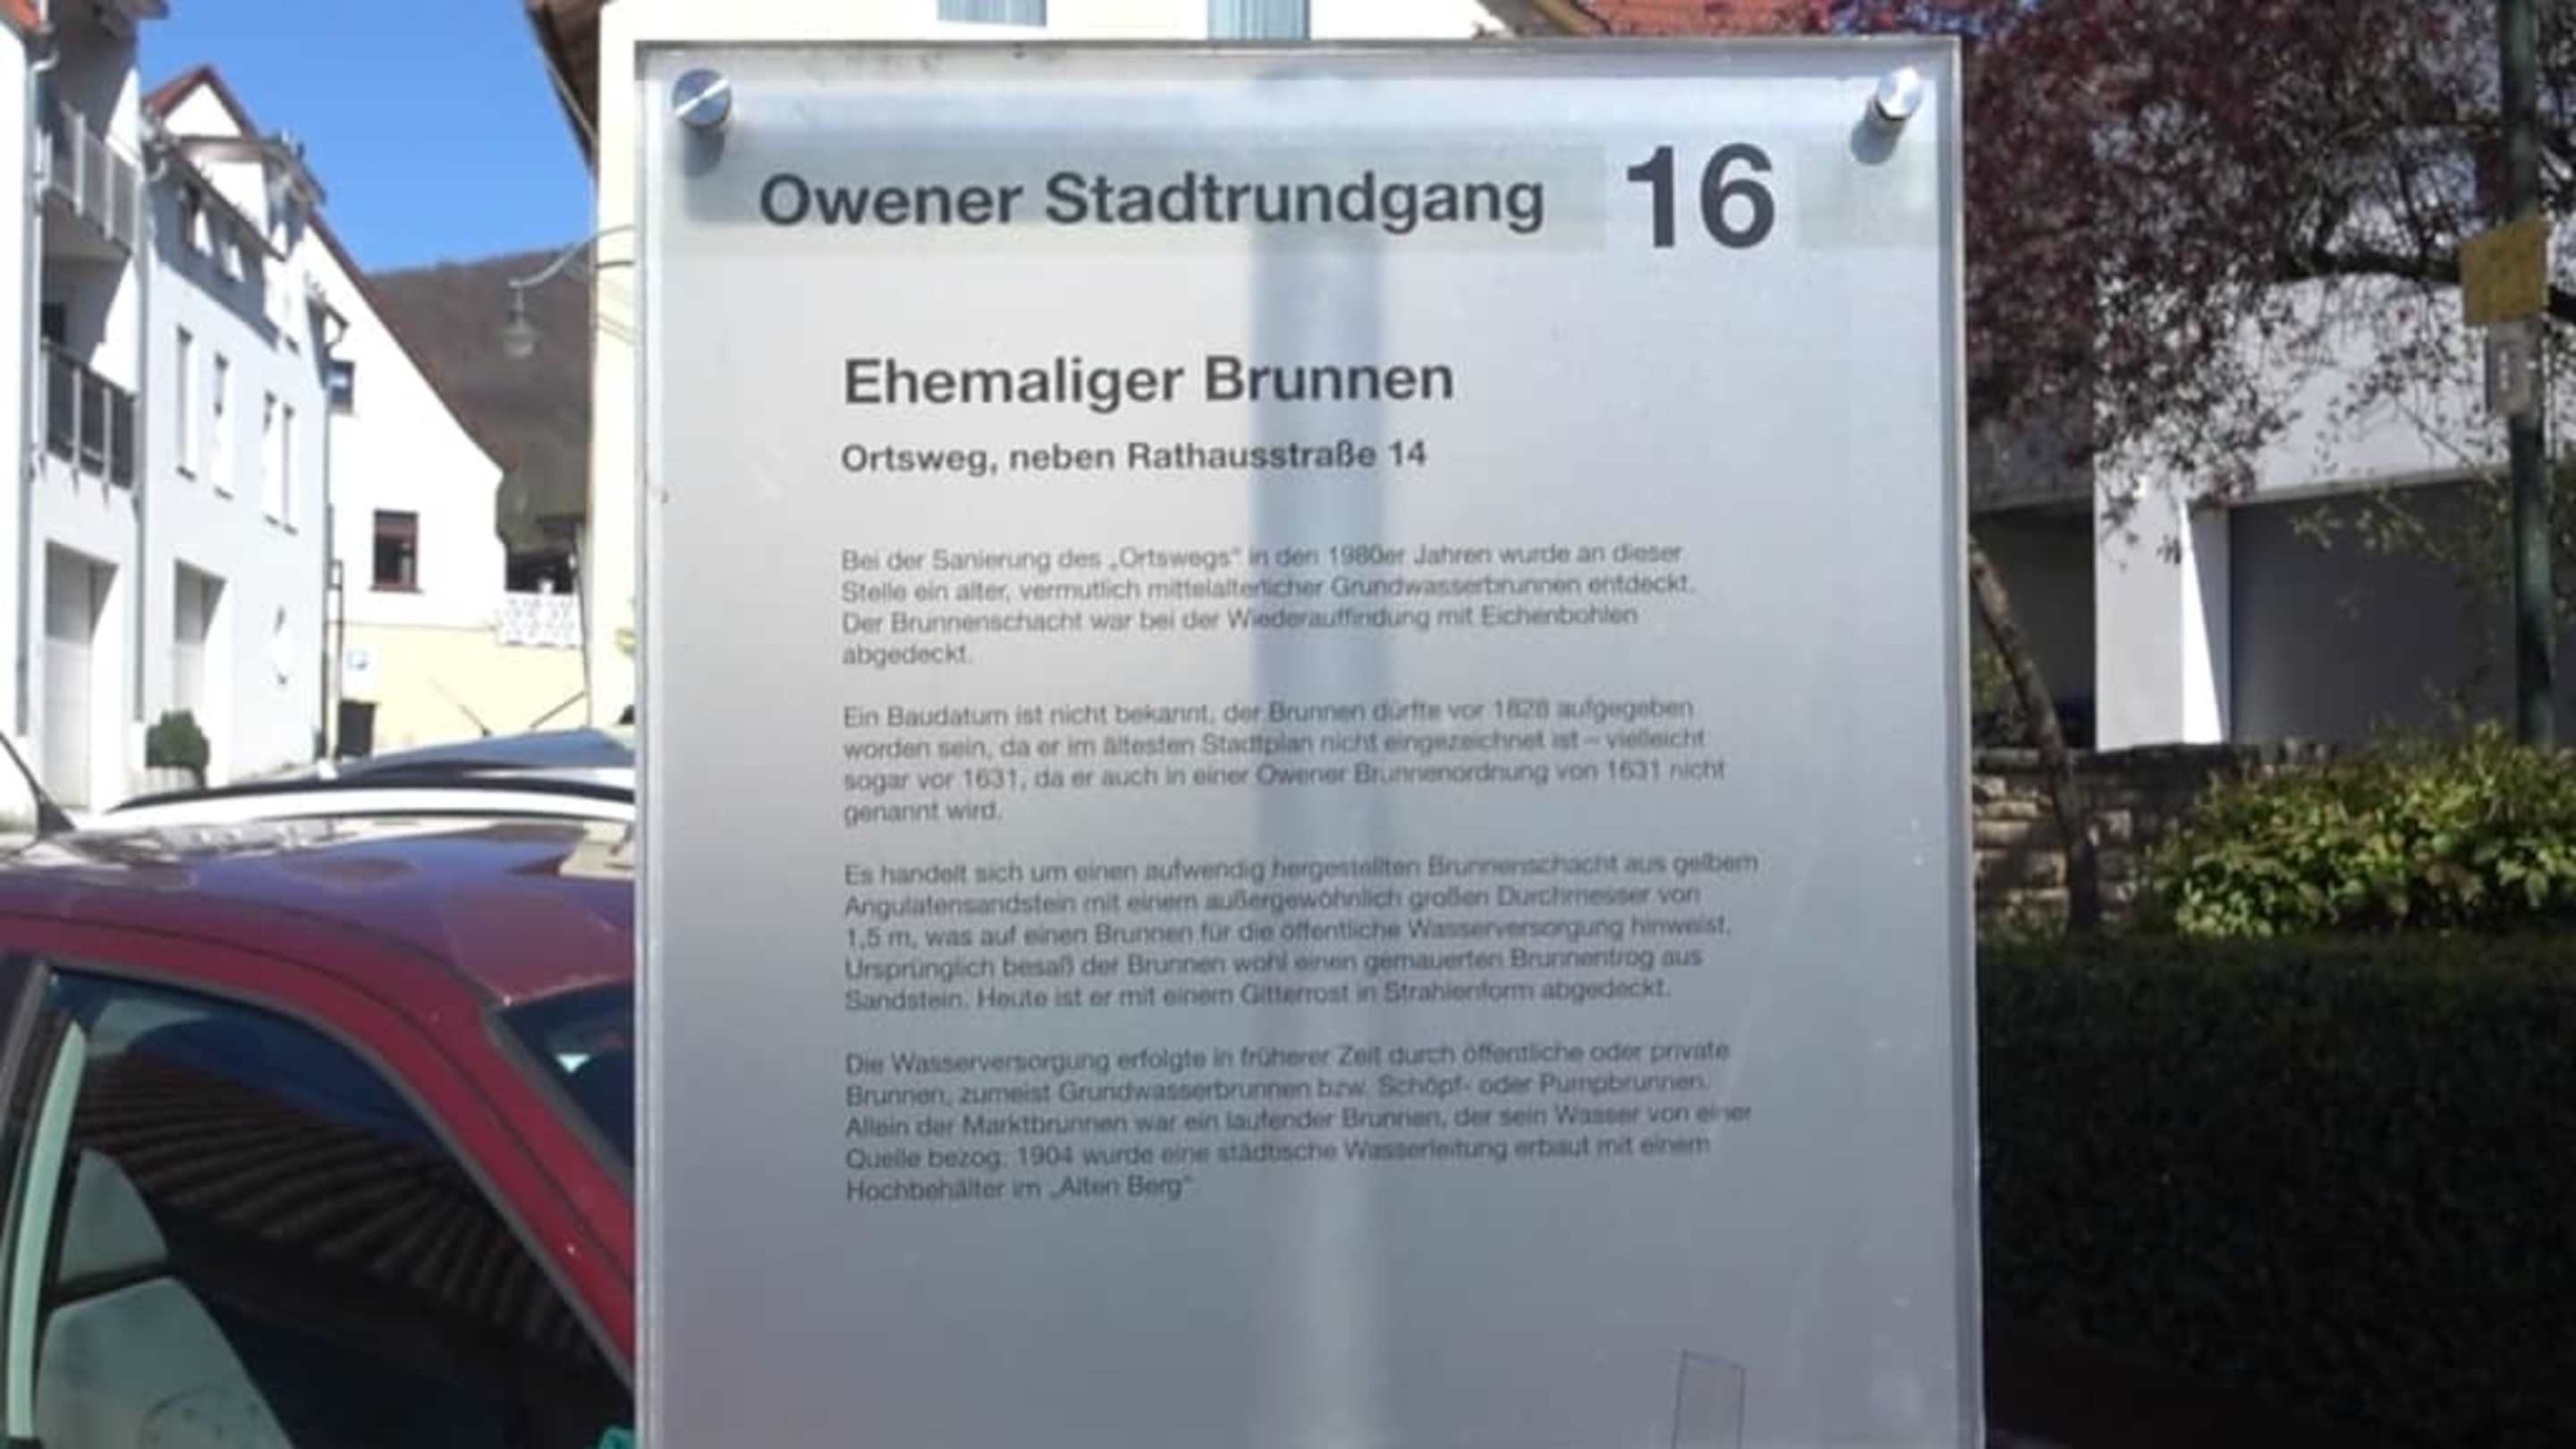 Owener Stadtrundgang 16
Ehemaliger Brunnen
Ortsweg, neben Rathausstraße 14
Bei der Sanierung des „Ortswegs“ in den 1980er Jahren wurde an dieser
Stelle ein alter, vermutlich mittelalterlicher Grundwasserbrunnen entdeckt.
Der Brunnenschacht war bei der Wiederauffindung mit Eichenbohlen
abgedeckt.
Ein Baudatum ist nicht bekannt, der Brunnen dürfte vor 1828 aufgegeben
worden sein, da er im ältesten Stadtplan nicht eingezeichnet ist – vielleicht
sogar vor 1631, da er auch in einer Owener Brunnenordnung von 1631 nicht
genannt wird.
Es handelt sich um einen aufwendig hergestellten Brunnenschacht aus gelbem
Angulatensandstein mit einem außergewöhnlich großen Durchmesser von
1,5 m, was auf einen Brunnen für die öffentliche Wasserversorgung hinweist.
Ursprünglich besaß der Brunnen wohl einen gemauerten Brunnentrog aus
Sandstein. Heute ist er mit einem Gitterrost in Strahlenform abgedeckt.
Die Wasserversorgung erfolgte in früherer Zeit durch öffentliche oder private
Brunnen, zumeist Grundwasserbrunnen bzw. Schöpf- oder Pumpbrunnen.
Allein der Marktbrunnen war ein laufender Brunnen, der sein Wasser von einer
Quelle bezog. 1904 wurde eine städtische Wasserleitung erbaut mit einem
Hochbehälter im „Alten Berg“.